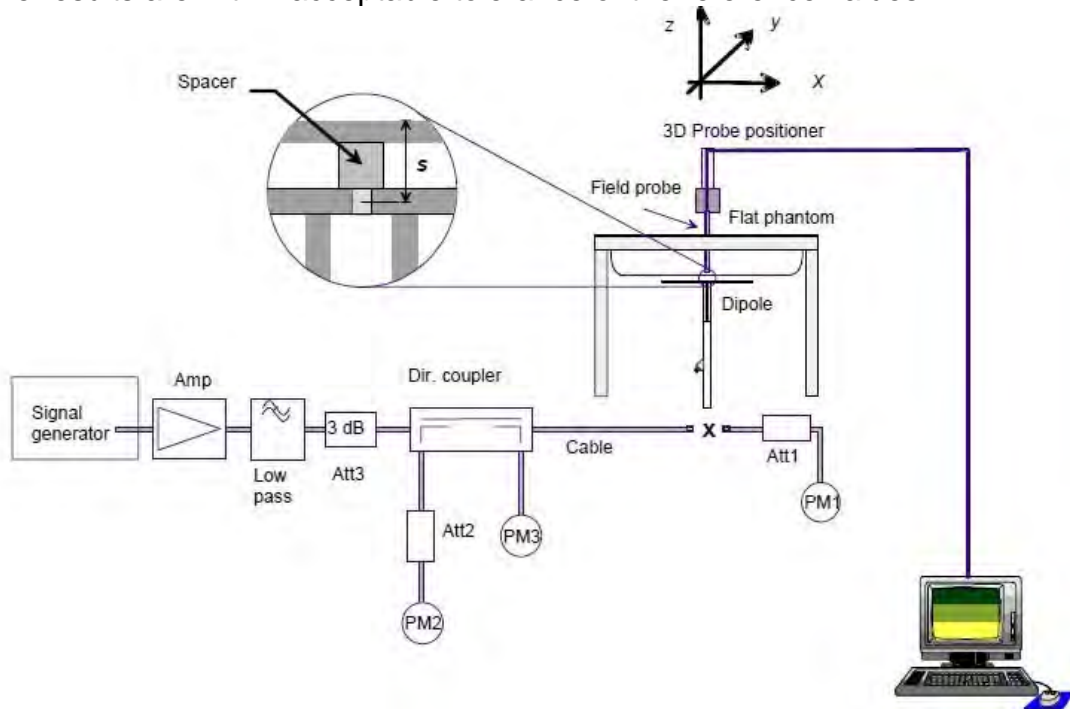 z
y
X
Spacer
s
3D Probe positioner
Field probe
Flat phantom
Dipole
Signal
generator
Amp
Low
pass
3 dB
Att3
Dir. coupler
Cable
X
Att1
PM1
Att2
PM3
PM2